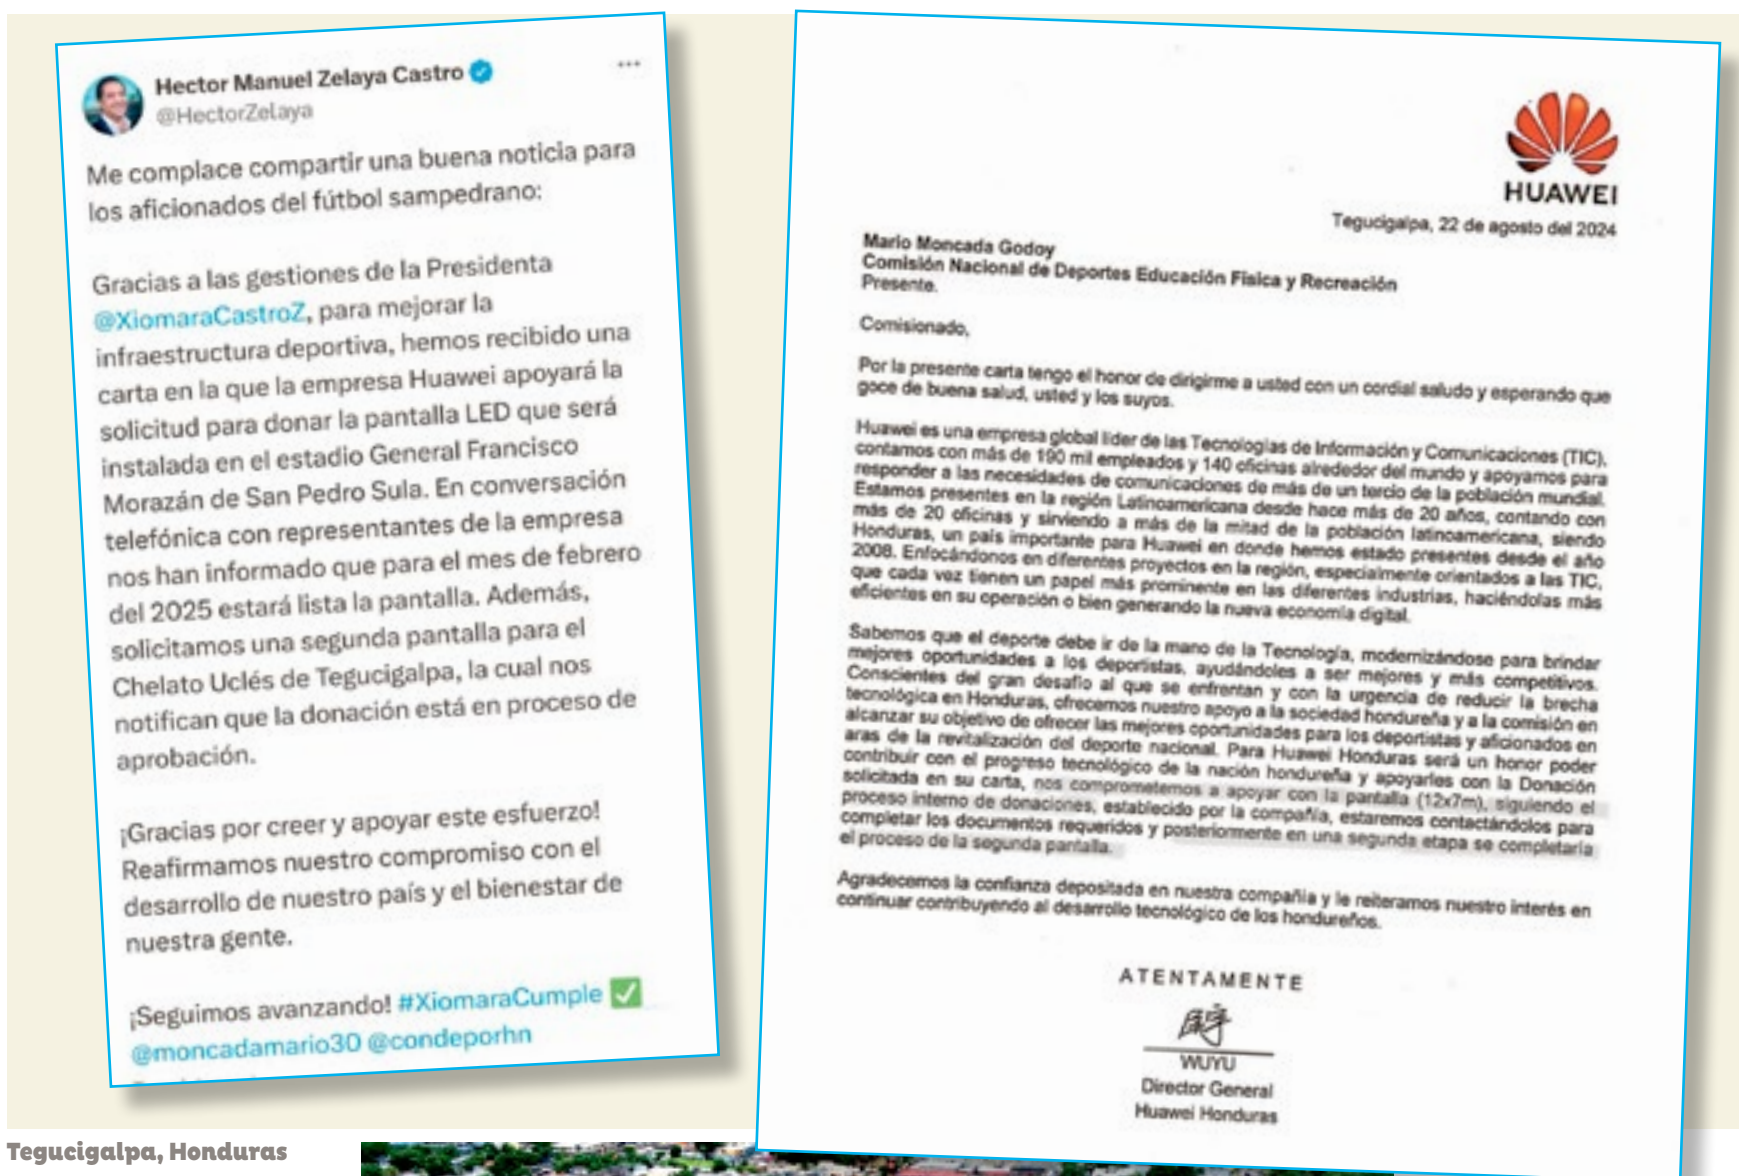 Hector Manuel Zelaya Castro
@HectorZelaya
Me complace compartir una buena noticia para
los aficionados del fútbol sampedrano:
Gracias a las gestiones de la Presidenta
@XiomaraCastroZ, para mejorar la
infraestructura deportiva, hemos recibido una
carta en la que la empresa Huawei apoyará la
solicitud para donar la pantalla LED que será
instalada en el estadio General Francisco
Morazán de San Pedro Sula. En conversación
telefónica con representantes de la empresa
nos han informado que para el mes de febrero
del 2025 estará lista la pantalla. Además,
solicitamos una segunda pantalla para el
Chelato Uclés de Tegucigalpa, la cual nos
notifican que la donación está en proceso de
aprobación.
¡Gracias por creer y apoyar este esfuerzo!
Reafirmamos nuestro compromiso con el
desarrollo de nuestro país y el bienestar de
nuestra gente.
¡Seguimos avanzando! #XiomaraCumple ✅
@moncadamario30 @condeporhn
HUAWEI
Tegucigalpa, 22 de agosto del 2024
Mario Moncada Godoy
Comisión Nacional de Deportes Educación Física y Recreación
Presente.
Comisionado,
Por la presente carta tengo el honor de dirigirme a usted con un cordial saludo y esperando que
goce de buena salud, usted y los suyos.
Huawei es una empresa global líder de las Tecnologías de Información y Comunicaciones (TIC),
contamos con más de 190 mil empleados y 140 oficinas alrededor del mundo y apoyamos para
responder a las necesidades de comunicaciones de más de un tercio de la población mundial.
Estamos presentes en la región Latinoamericana desde hace más de 20 años, contando con
más de 20 oficinas y sirviendo a más de la mitad de la población latinoamericana, siendo
Honduras, un país importante para Huawei en donde hemos estado presentes desde el año
2008. Enfocándonos en diferentes proyectos en la región, especialmente orientados a las TIC,
que cada vez tienen un papel más prominente en las diferentes industrias, haciéndolas más
eficientes en su operación o bien generando la nueva economía digital.
Sabemos que el deporte debe ir de la mano de la Tecnología, modernizándose para brindar
mejores oportunidades a los deportistas, ayudándoles a ser mejores y más competitivos.
Conscientes del gran desafío al que se enfrentan y con la urgencia de reducir la brecha
tecnológica en Honduras, ofrecemos nuestro apoyo a la sociedad hondureña y a la comisión en
alcanzar su objetivo de ofrecer las mejores oportunidades para los deportistas y aficionados en
aras de la revitalización del deporte nacional. Para Huawei Honduras será un honor poder
contribuir con el progreso tecnológico de la nación hondureña y apoyarles con la Donación
solicitada en su carta, nos comprometemos a apoyar con la pantalla (12x7m), siguiendo el
proceso interno de donaciones, establecido por la compañía, estaremos contactándolos para
completar los documentos requeridos y posteriormente en una segunda etapa se completaría
el proceso de la segunda pantalla.
Agradecemos la confianza depositada en nuestra compañía y le reiteramos nuestro interés en
continuar contribuyendo al desarrollo tecnológico de los hondureños.
ATENTAMENTE
WUYU
Director General
Huawei Honduras
Tegucigalpa, Honduras